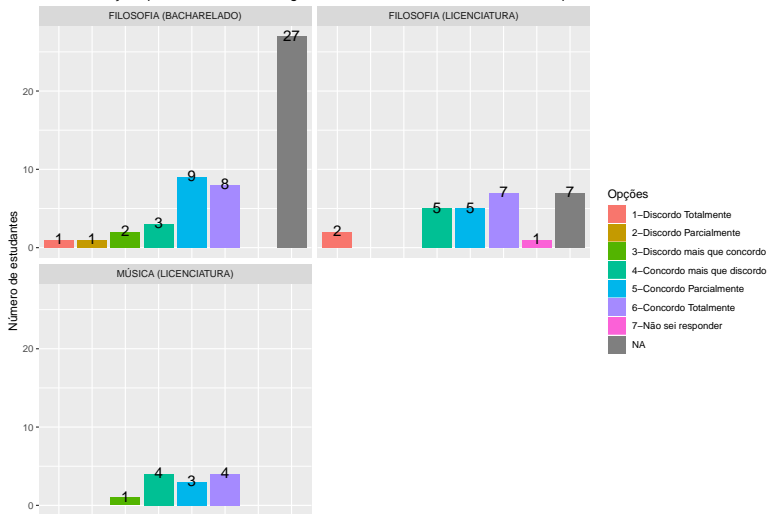 FILOSOFIA (BACHARELADO)
FILOSOFIA (LICENCIATURA)
27
20
10
0
1
1
2
3
9
8
2
5
5
7
1
7
MÚSICA (LICENCIATURA)
20
10
0
1
4
3
4
Número de estudantes
Opções
1−Discordo Totalmente
2−Discordo Parcialmente
3−Discordo mais que concordo
4−Concordo mais que discordo
5−Concordo Parcialmente
6−Concordo Totalmente
7−Não sei responder
NA